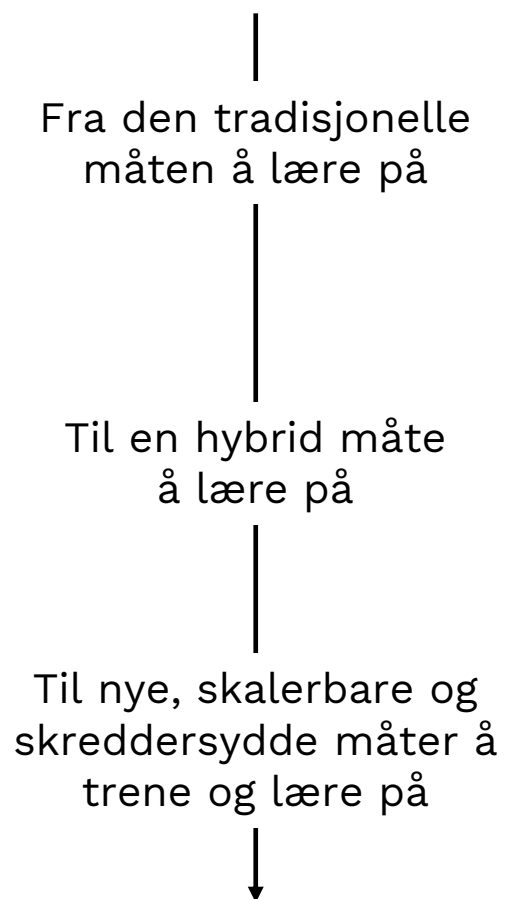 Fra den tradisjonelle
måten å lære på
Til en hybrid måte
å lære på
Til nye, skalerbare og
skreddersydde måter å
trene og lære på